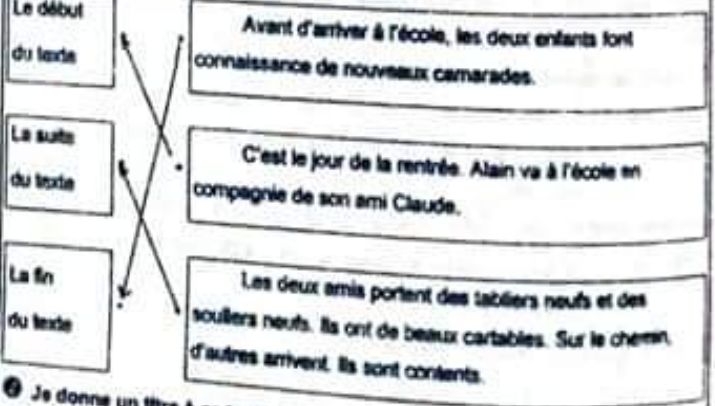 Le début
du texte
Avant d'arriver à l'école, les deux enfants font
connaissance de nouveaux camarades.
La suite
du texte
C'est le jour de la rentrée. Alain va à l'école en
compagnie de son ami Claude.
La fin
du texte
Les deux amis portent des tabliers neufs et des
souliers neufs. Ils ont de beaux cartables. Sur le chemin,
d'autres arrivent. Ils sont contents.
❷ Je donne un titre à